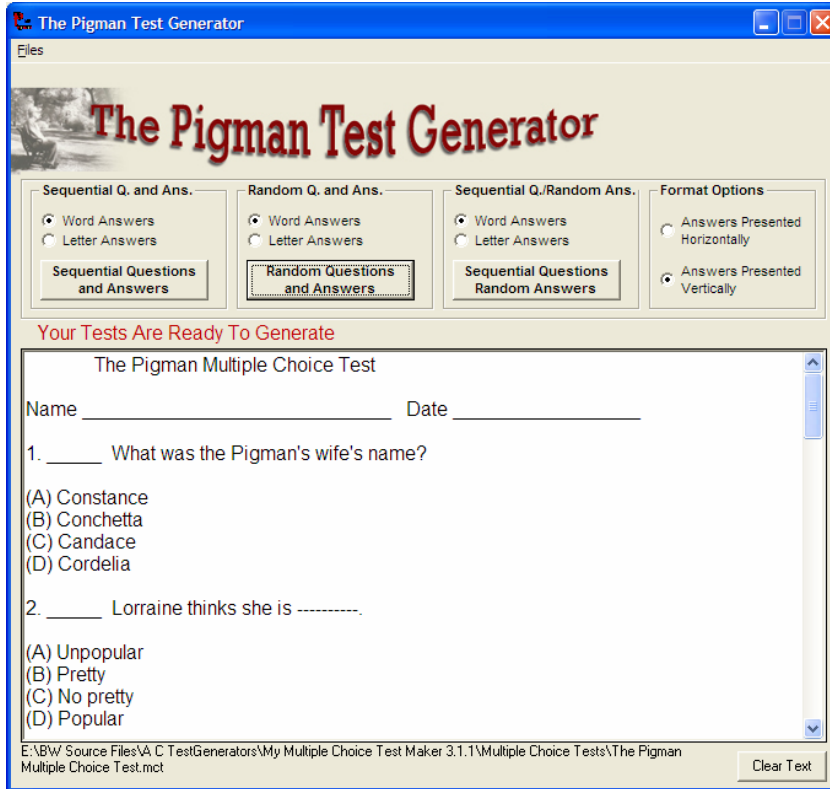 The Pigman Test Generator
Files
The Pigman Test Generator
Sequential Q. and Ans.
Word Answers
Letter Answers
Sequential Questions
and Answers
Random Q. and Ans.
Word Answers
Letter Answers
Random Questions
and Answers
Sequential Q./Random Ans.
Word Answers
Letter Answers
Sequential Questions
Random Answers
Format Options
Answers Presented
Horizontally
Answers Presented
Vertically
Your Tests Are Ready To Generate
The Pigman Multiple Choice Test
Name ____________________________ Date _________________
1. _____ What was the Pigman's wife's name?
(A) Constance
(B) Conchetta
(C) Candace
(D) Cordelia
2. _____ Lorraine thinks she is ----------.
(A) Unpopular
(B) Pretty
(C) No pretty
(D) Popular
E:\BW Source Files\A C TestGenerators\My Multiple Choice Test Maker 3.1.1\Multiple Choice Tests\The Pigman
Multiple Choice Test.mct
Clear Text